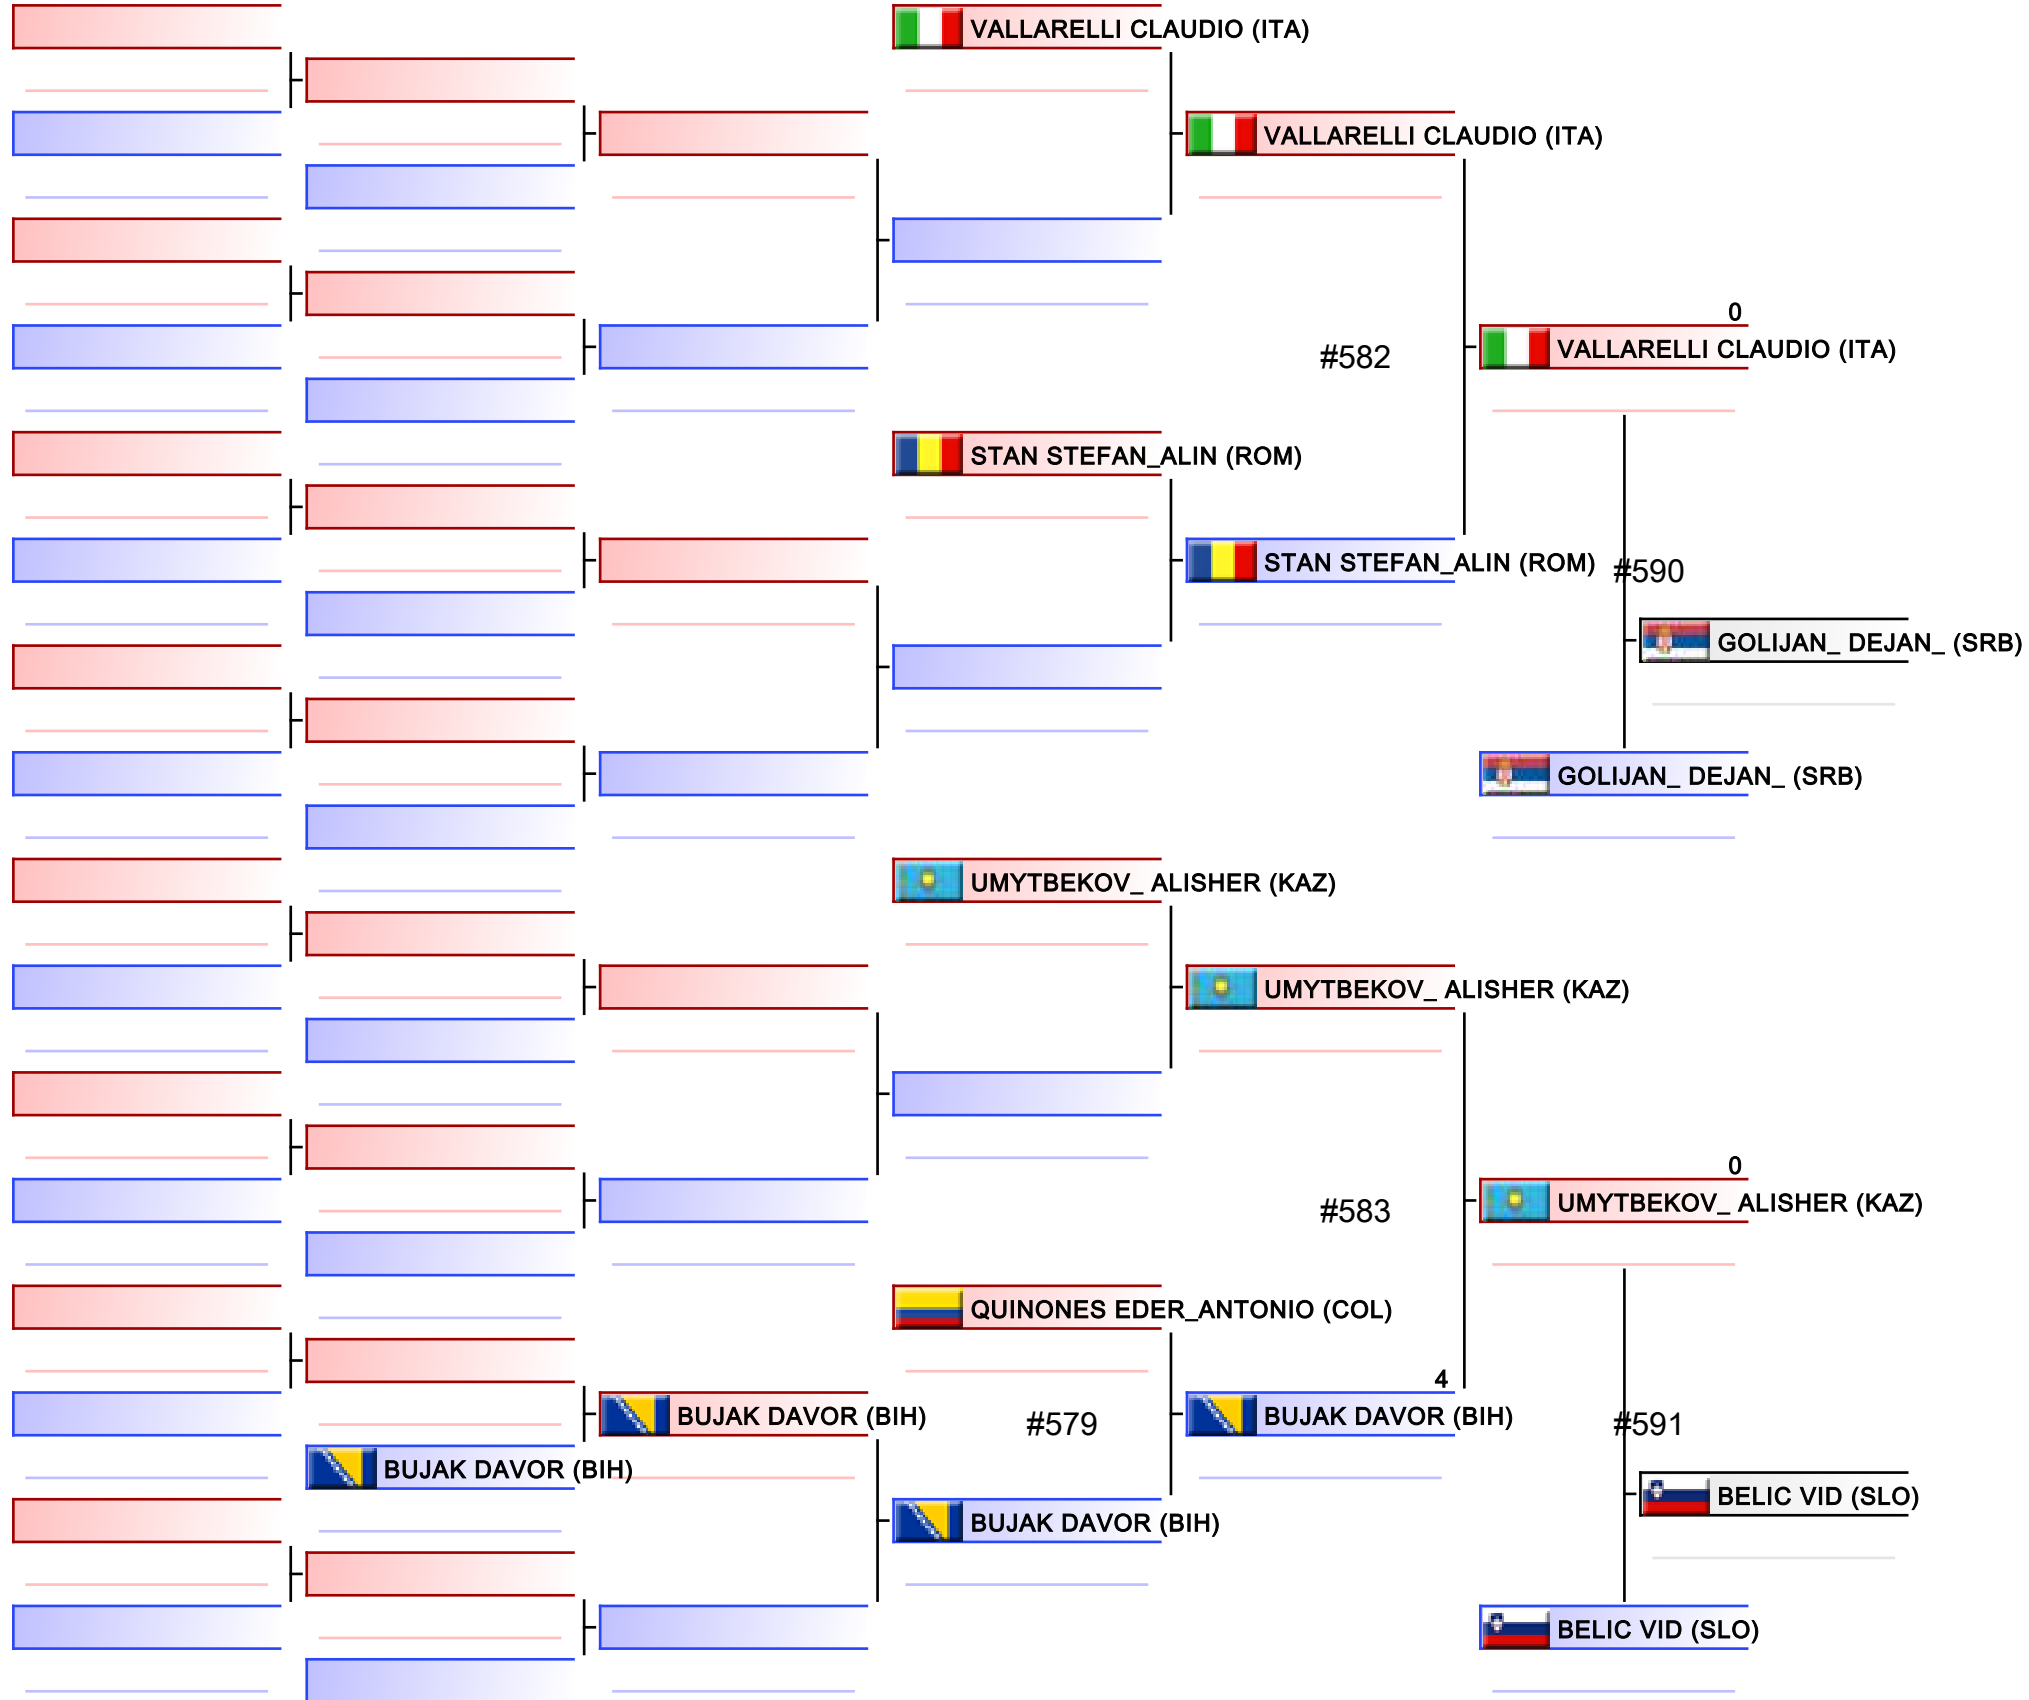 VALLARELLI CLAUDIO (ITA)
VALLARELLI CLAUDIO (ITA)
0
VALLARELLI CLAUDIO (ITA)
#582
STAN STEFAN_ALIN (ROM)
STAN STEFAN_ALIN (ROM)
#590
GOLIJAN_ DEJAN_ (SRB)
GOLIJAN_ DEJAN_ (SRB)
UMYTBEKOV_ ALISHER (KAZ)
UMYTBEKOV_ ALISHER (KAZ)
0
UMYTBEKOV_ ALISHER (KAZ)
#583
QUINONES EDER_ANTONIO (COL)
4
BUJAK DAVOR (BIH)
#579
BUJAK DAVOR (BIH)
#591
BUJAK DAVOR (BIH)
BELIC VID (SLO)
BUJAK DAVOR (BIH)
BELIC VID (SLO)